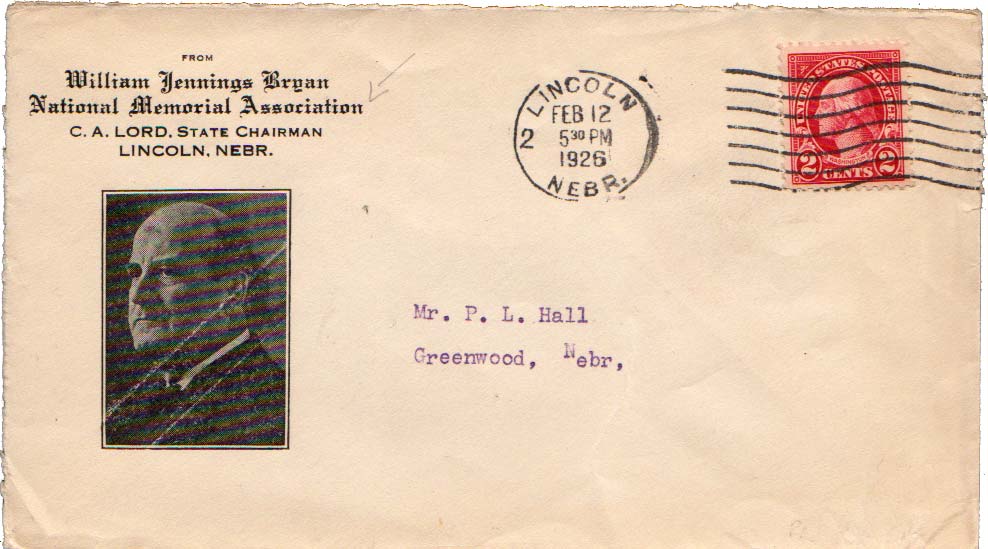 FROM
William Jennings Bryan
National Memorial Association
C. A. LORD, STATE CHAIRMAN
LINCOLN, NEBR.
LINCOLN
FEB 12
2 5 30 PM
1926
NEBR.
UNITED STATES POSTAGE
WASHINGTON
2 CENTS 2
Mr. P. L. Hall
Greenwood, Nebr,